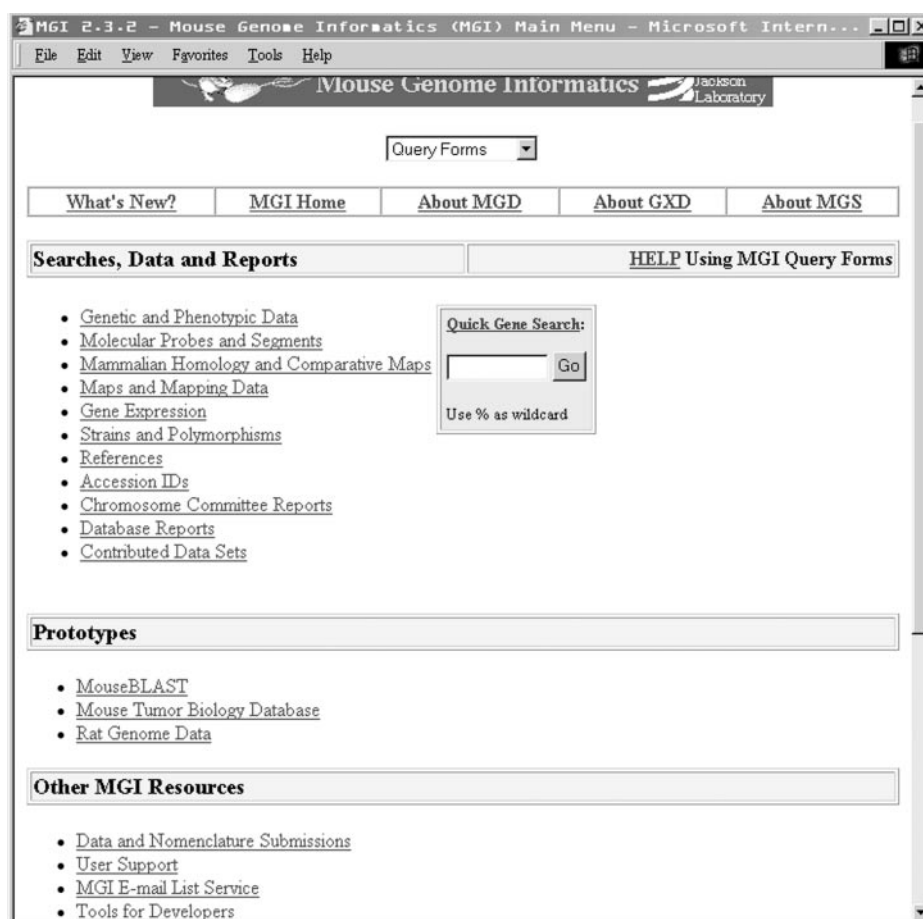 MGI 2.3.2 - Mouse Genome Informatics (MGI) Main Menu - Microsoft Intern...
File Edit View Favorites Tools Help
Mouse Genome Informatics Jackson
Laboratory
Query Forms
What's New? MGI Home About MGD About GXD About MGS
Searches, Data and Reports HELP Using MGI Query Forms
Genetic and Phenotypic Data
Molecular Probes and Segments
Mammalian Homology and Comparative Maps
Maps and Mapping Data
Gene Expression
Strains and Polymorphisms
References
Accession IDs
Chromosome Committee Reports
Database Reports
Contributed Data Sets
Quick Gene Search:
Go
Use % as wildcard
Prototypes
MouseBLAST
Mouse Tumor Biology Database
Rat Genome Data
Other MGI Resources
Data and Nomenclature Submissions
User Support
MGI E-mail List Service
Tools for Developers